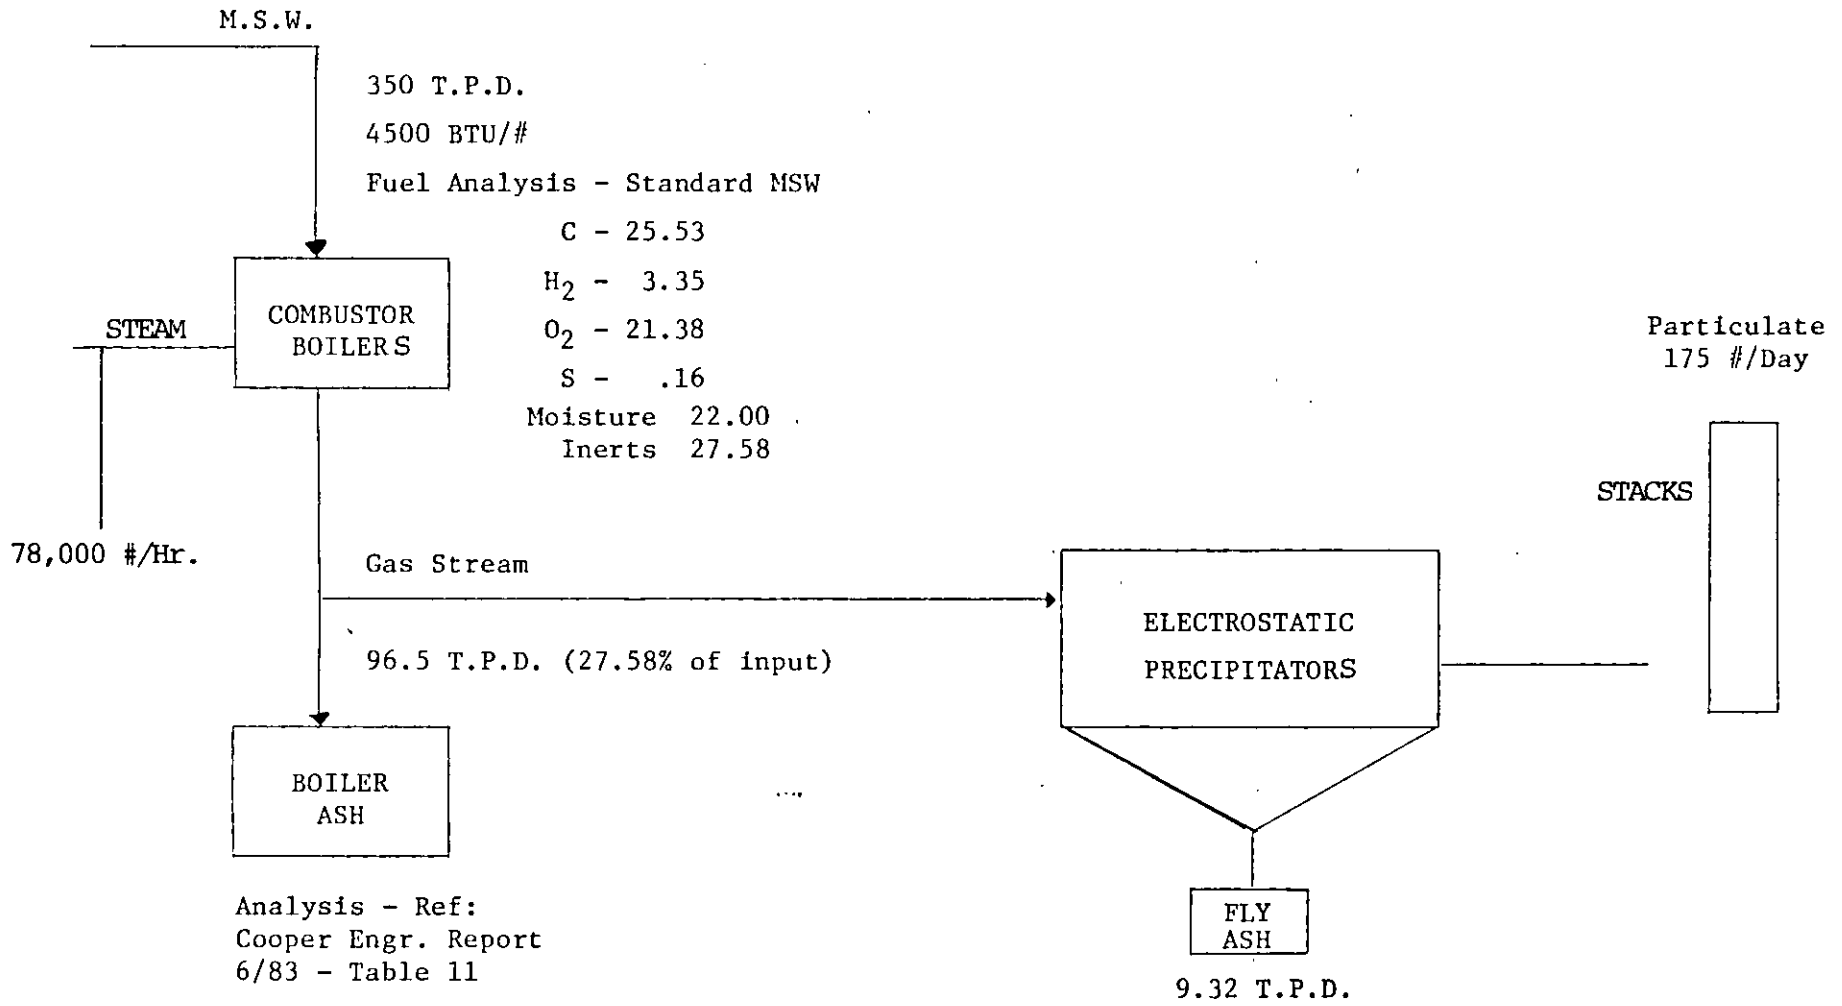 M.S.W.
350 T.P.D.
4500 BTU/#
Fuel Analysis - Standard MSW
C - 25.53
H2 - 3.35
O2 - 21.38
S - .16
Moisture 22.00
Inerts 27.58
COMBUSTOR
BOILERS
STEAM
78,000 #/Hr.
Particulate
175 #/Day
STACKS
Gas Stream
ELECTROSTATIC
PRECIPITATORS
96.5 T.P.D. (27.58% of input)
BOILER
ASH
Analysis - Ref:
Cooper Engr. Report
6/83 - Table 11
FLY
ASH
9.32 T.P.D.